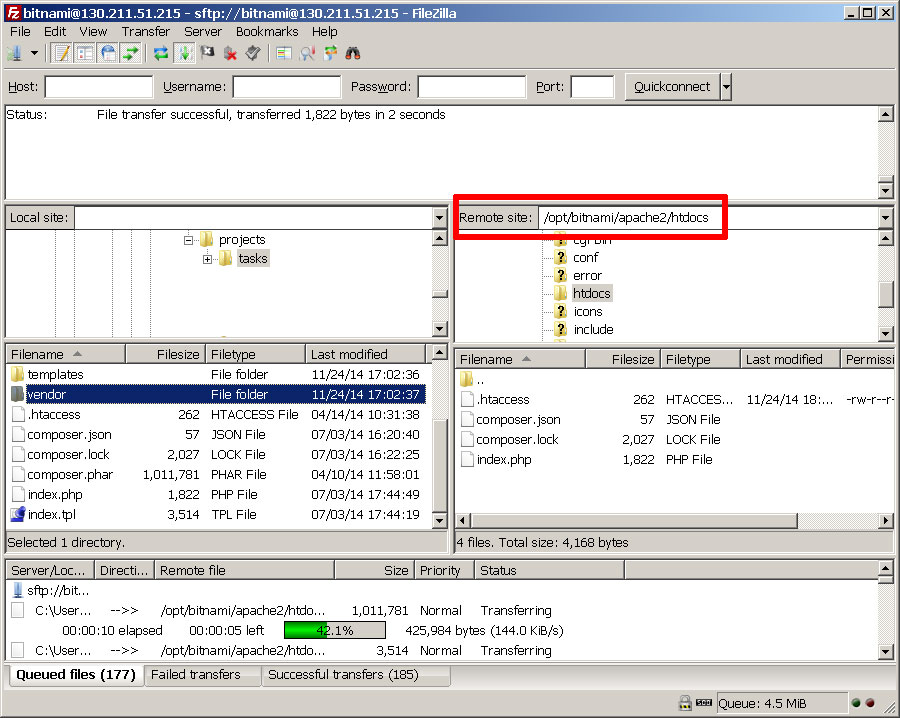 bitnami@130.211.51.215 - sftp://bitnami@130.211.51.215 - FileZilla
File Edit View Transfer Server Bookmarks Help
Host: Username: Password: Port: Quickconnect
Status: File transfer successful, transferred 1,822 bytes in 2 seconds
Local site:
projects
tasks
Remote site: /opt/bitnami/apache2/htdocs
conf
error
htdocs
icons
include
Filename Filesize Filetype Last modified
templates File folder 11/24/14 17:02:36
vendor File folder 11/24/14 17:02:37
.htaccess 262 HTACCESS File 04/14/14 10:31:38
composer.json 57 JSON File 07/03/14 16:20:40
composer.lock 2,027 LOCK File 07/03/14 16:22:25
composer.phar 1,011,781 PHAR File 04/10/14 11:58:01
index.php 1,822 PHP File 07/03/14 17:44:49
index.tpl 3,514 TPL File 07/03/14 17:44:19
Selected 1 directory.
Filename Filesize Filetype Last modified Permissi
..
.htaccess 262 HTACCES... 11/24/14 18:... -rw-r--r-
composer.json 57 JSON File
composer.lock 2,027 LOCK File
index.php 1,822 PHP File
4 files. Total size: 4,168 bytes
Server/Loc... Directi... Remote file Size Priority Status
sftp://bit...
C:\User... -->> /opt/bitnami/apache2/htdo... 1,011,781 Normal Transferring
00:00:10 elapsed 00:00:05 left 42.1% 425,984 bytes (144.0 KiB/s)
C:\User... -->> /opt/bitnami/apache2/htdo... 3,514 Normal Transferring
Queued files (177) Failed transfers Successful transfers (185)
Queue: 4.5 MiB